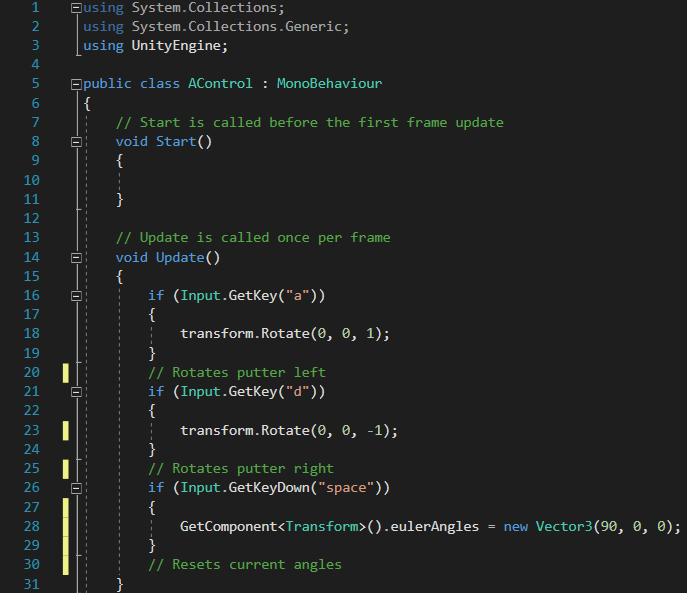 1 using System.Collections;
2 using System.Collections.Generic;
3 using UnityEngine;
4
5 public class AControl : MonoBehaviour
6 {
7 // Start is called before the first frame update
8 void Start()
9 {
10
11 }
12
13 // Update is called once per frame
14 void Update()
15 {
16 if (Input.GetKey("a"))
17 {
18 transform.Rotate(0, 0, 1);
19 }
20 // Rotates putter left
21 if (Input.GetKey("d"))
22 {
23 transform.Rotate(0, 0, -1);
24 }
25 // Rotates putter right
26 if (Input.GetKeyDown("space"))
27 {
28 GetComponent<Transform>().eulerAngles = new Vector3(90, 0, 0);
29 }
30 // Resets current angles
31 }